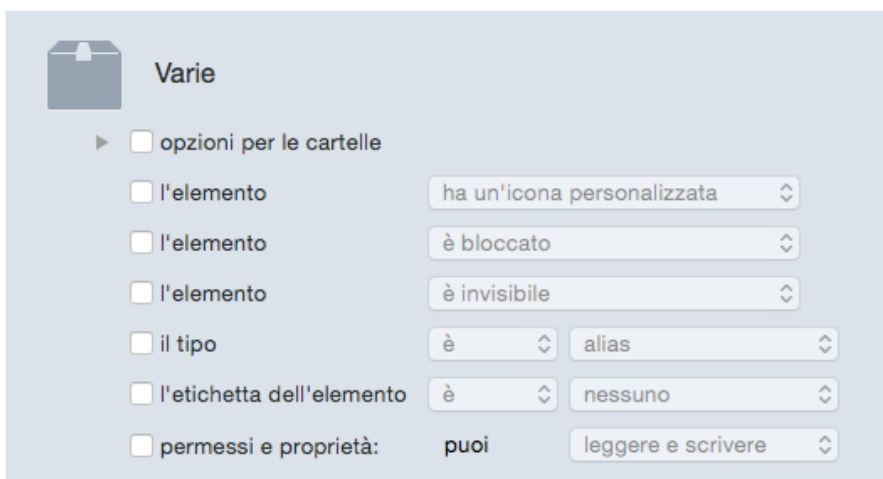 Varie
opzioni per le cartelle
l'elemento ha un'icona personalizzata
l'elemento è bloccato
l'elemento è invisibile
il tipo è alias
l'etichetta dell'elemento è nessuno
permessi e proprietà: puoi leggere e scrivere